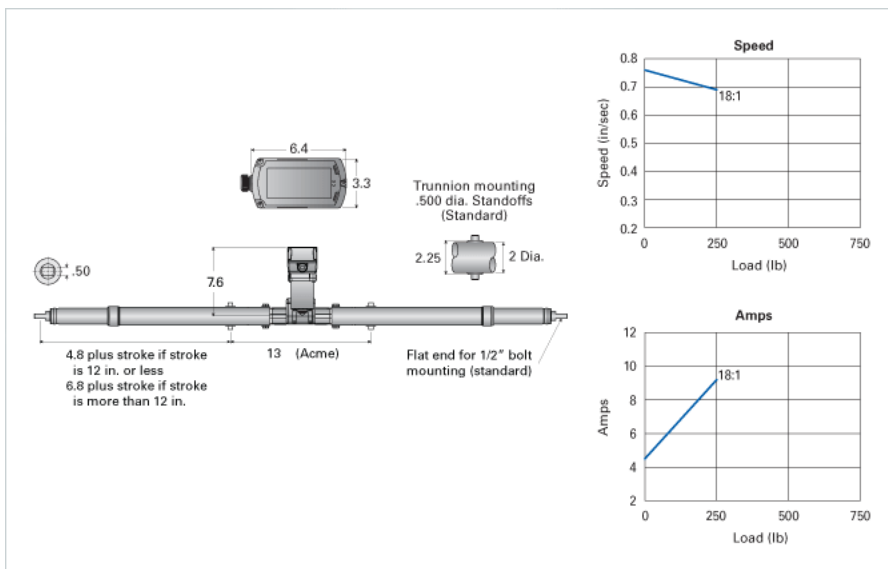 6.4
3.3
Trunnion mounting
.500 dia. Standoffs
(Standard)
2.25
2 Dia.
.50
7.6
4.8 plus stroke if stroke
is 12 in. or less
6.8 plus stroke if stroke
is more than 12 in.
13 (Acme)
Flat end for 1/2" bolt
mounting (standard)
Speed
0.8
0.7
0.6
0.5
0.4
0.3
0.2
Speed (in/sec)
18:1
0 250 500 750
Load (lb)
Amps
12
10
8
6
4
2
Amps
18:1
0 250 500 750
Load (lb)